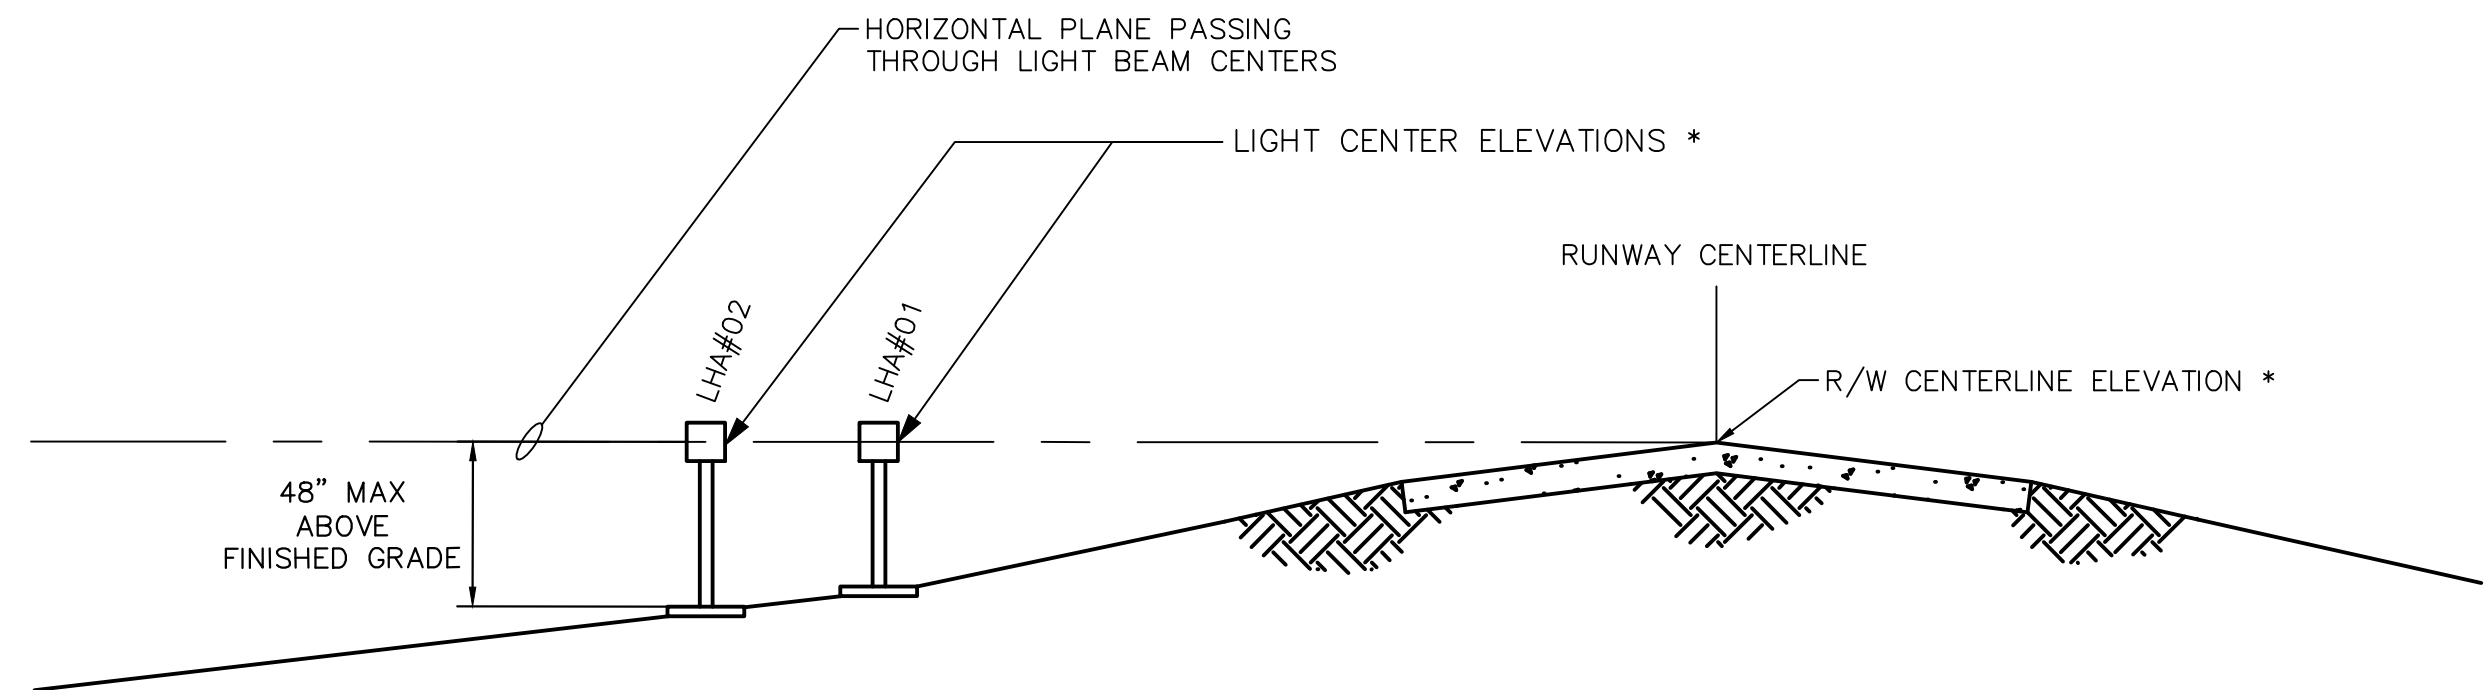 HORIZONTAL PLANE PASSING
THROUGH LIGHT BEAM CENTERS
LIGHT CENTER ELEVATIONS *
RUNWAY CENTERLINE
LHA#02
LHA#01
R/W CENTERLINE ELEVATION *
48” MAX
ABOVE
FINISHED GRADE